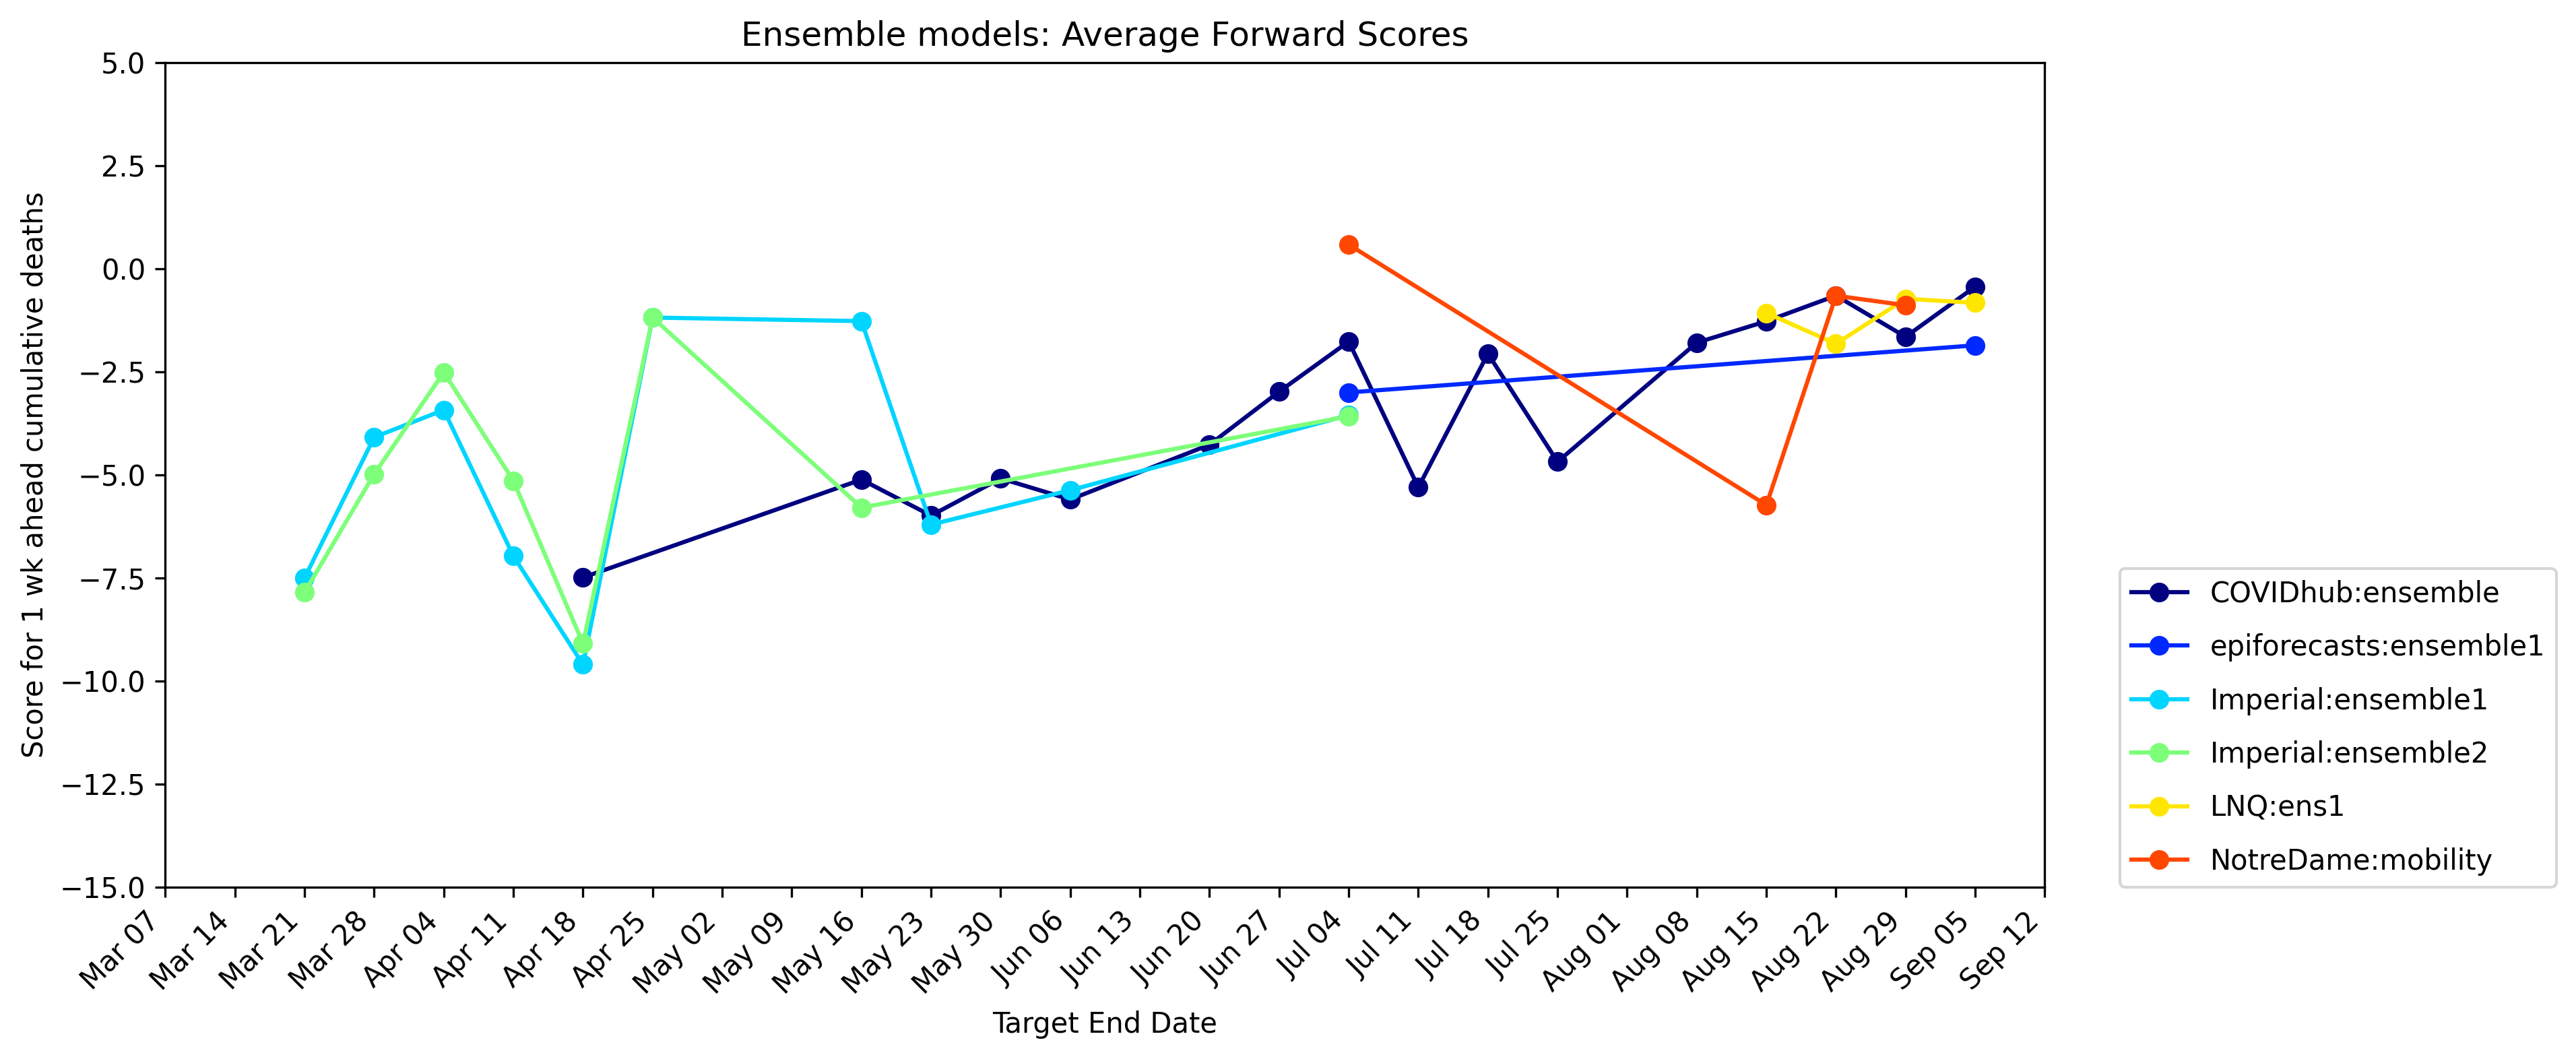 Ensemble models: Average Forward Scores
Score for 1 wk ahead cumulative deaths
5.0
2.5
0.0
−2.5
−5.0
−7.5
−10.0
−12.5
−15.0
Mar 07
Mar 14
Mar 21
Mar 28
Apr 04
Apr 11
Apr 18
Apr 25
May 02
May 09
May 16
May 23
May 30
Jun 06
Jun 13
Jun 20
Jun 27
Jul 04
Jul 11
Jul 18
Jul 25
Aug 01
Aug 08
Aug 15
Aug 22
Aug 29
Sep 05
Sep 12
Target End Date
COVIDhub:ensemble
epiforecasts:ensemble1
Imperial:ensemble1
Imperial:ensemble2
LNQ:ens1
NotreDame:mobility